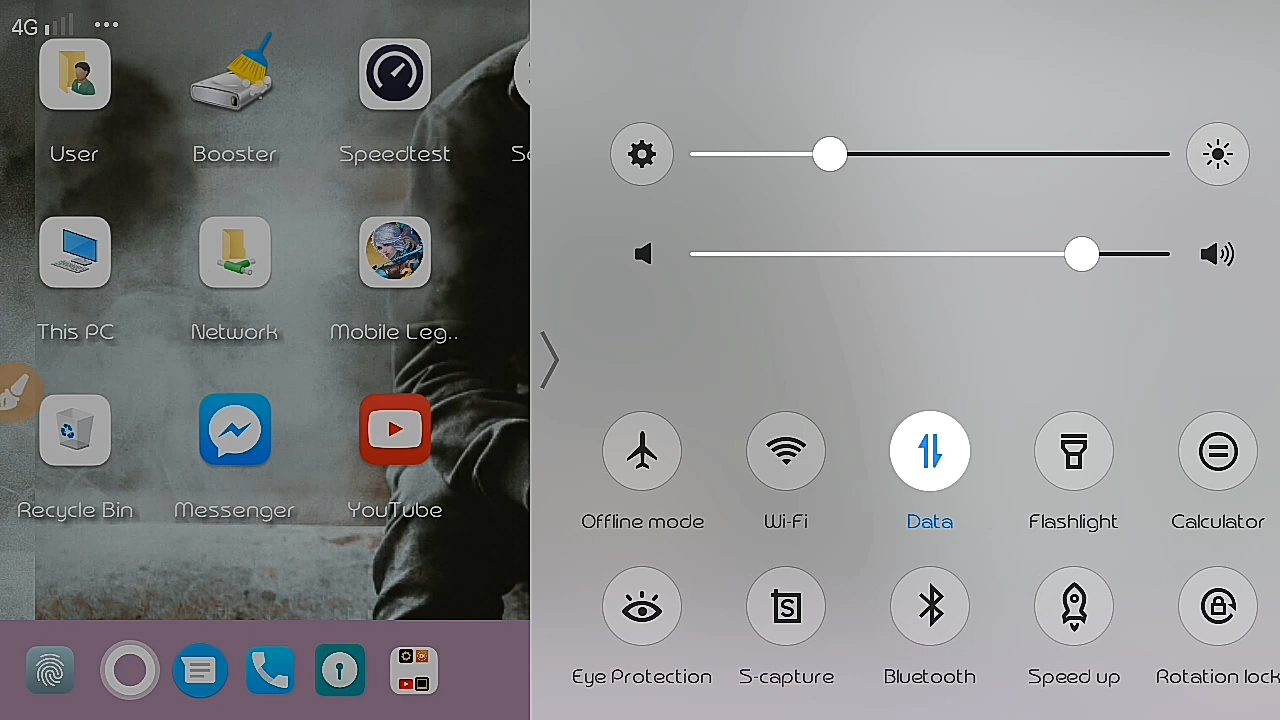 4G
User
Booster
Speedtest
This PC
Network
Mobile Leg..
Recycle Bin
Messenger
YouTube
Offline mode
Wi-Fi
Data
Flashlight
Calculator
S
Eye Protection
S-capture
Bluetooth
Speed up
Rotation lock